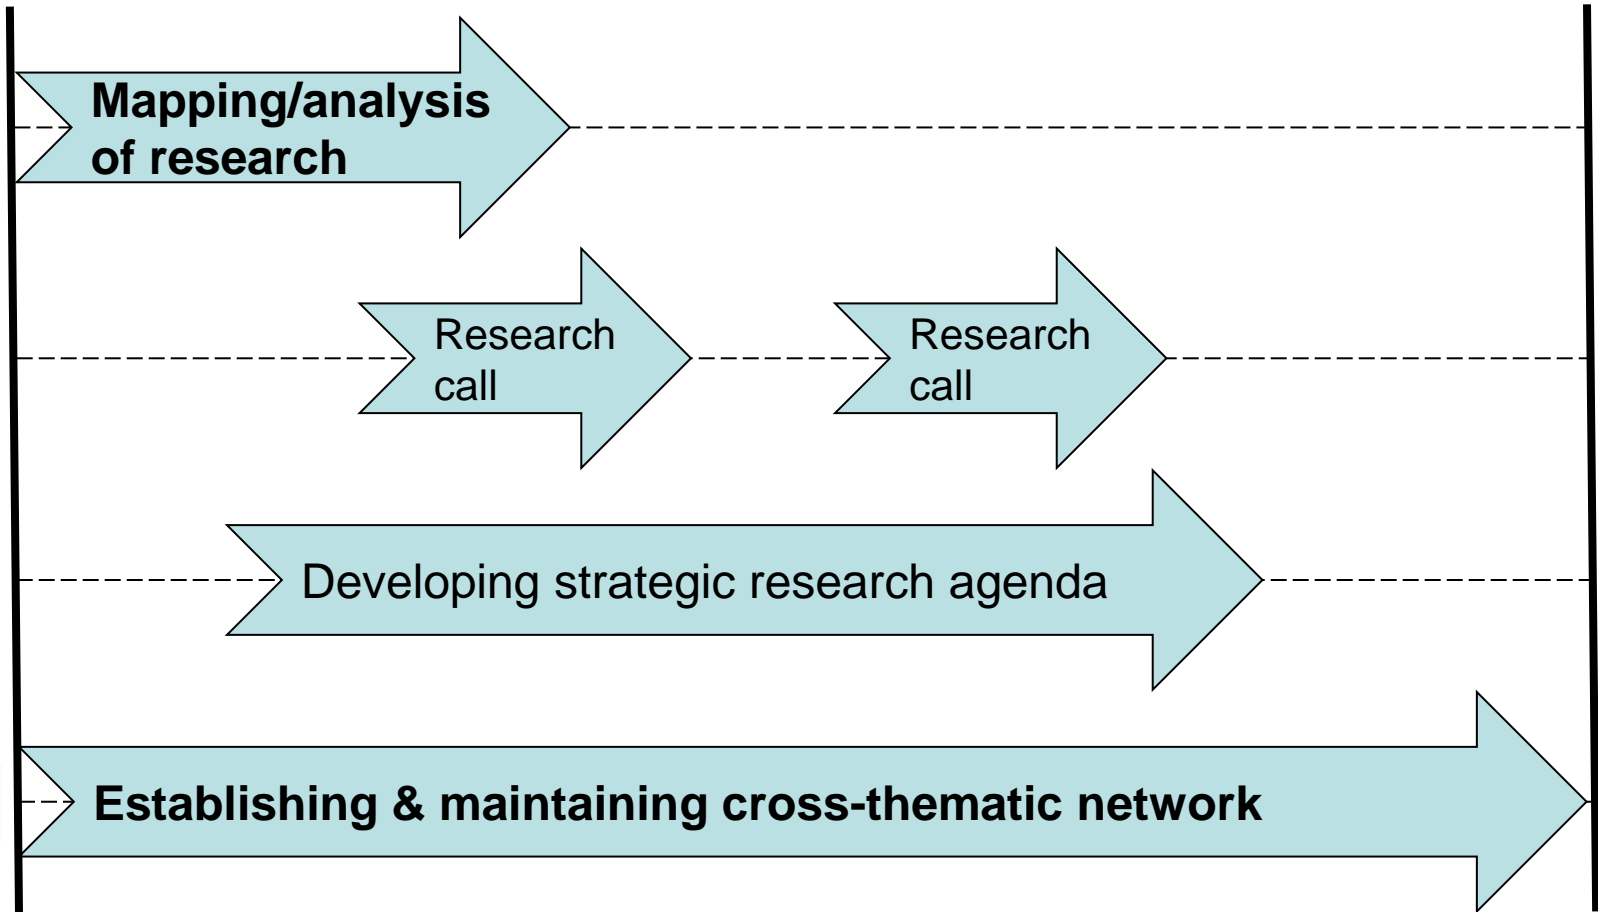 Mapping/analysis
of research
Research
call
Research
call
Developing strategic research agenda
Establishing & maintaining cross-thematic network